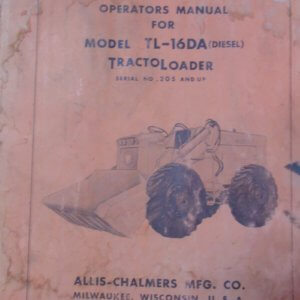 OPERATORS MANUAL
FOR
MODEL TL-16DA (DIESEL)
TRACTOLOADER
SERIAL NO. 205 AND UP
ALLIS-CHALMERS MFG. CO.
MILWAUKEE, WISCONSIN, U. S. A.